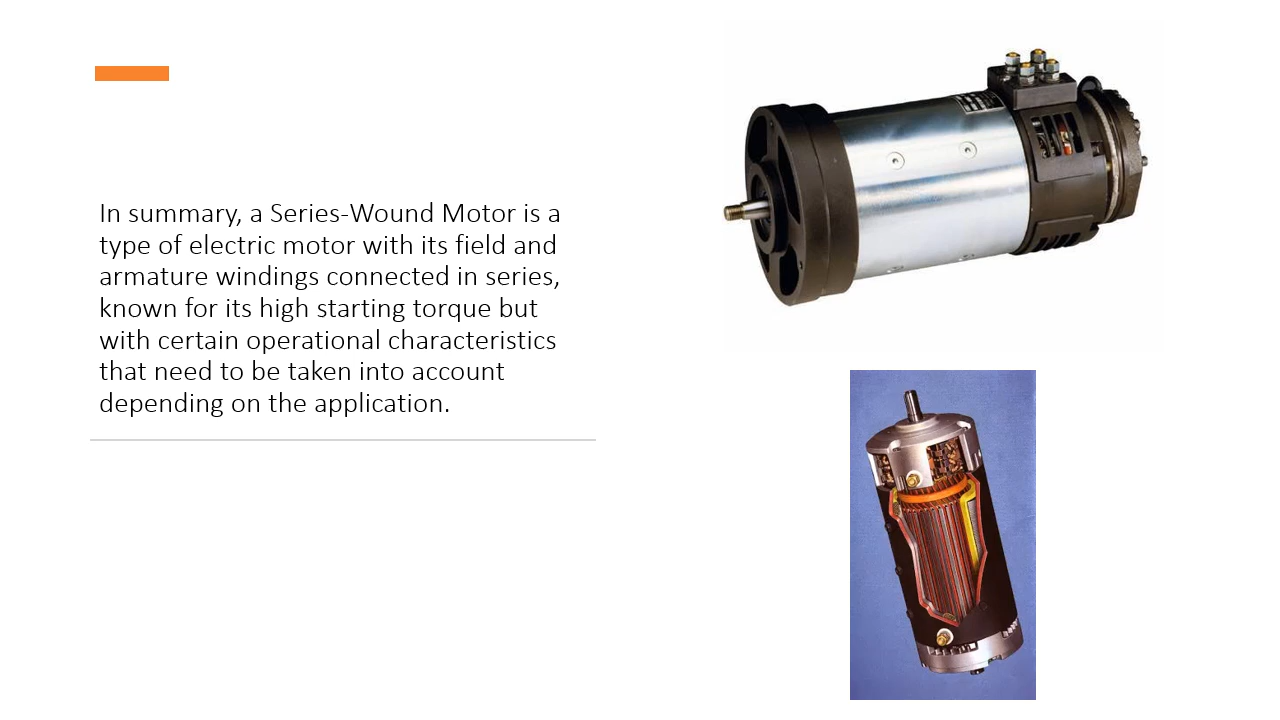 In summary, a Series-Wound Motor is a
type of electric motor with its field and
armature windings connected in series,
known for its high starting torque but
with certain operational characteristics
that need to be taken into account
depending on the application.